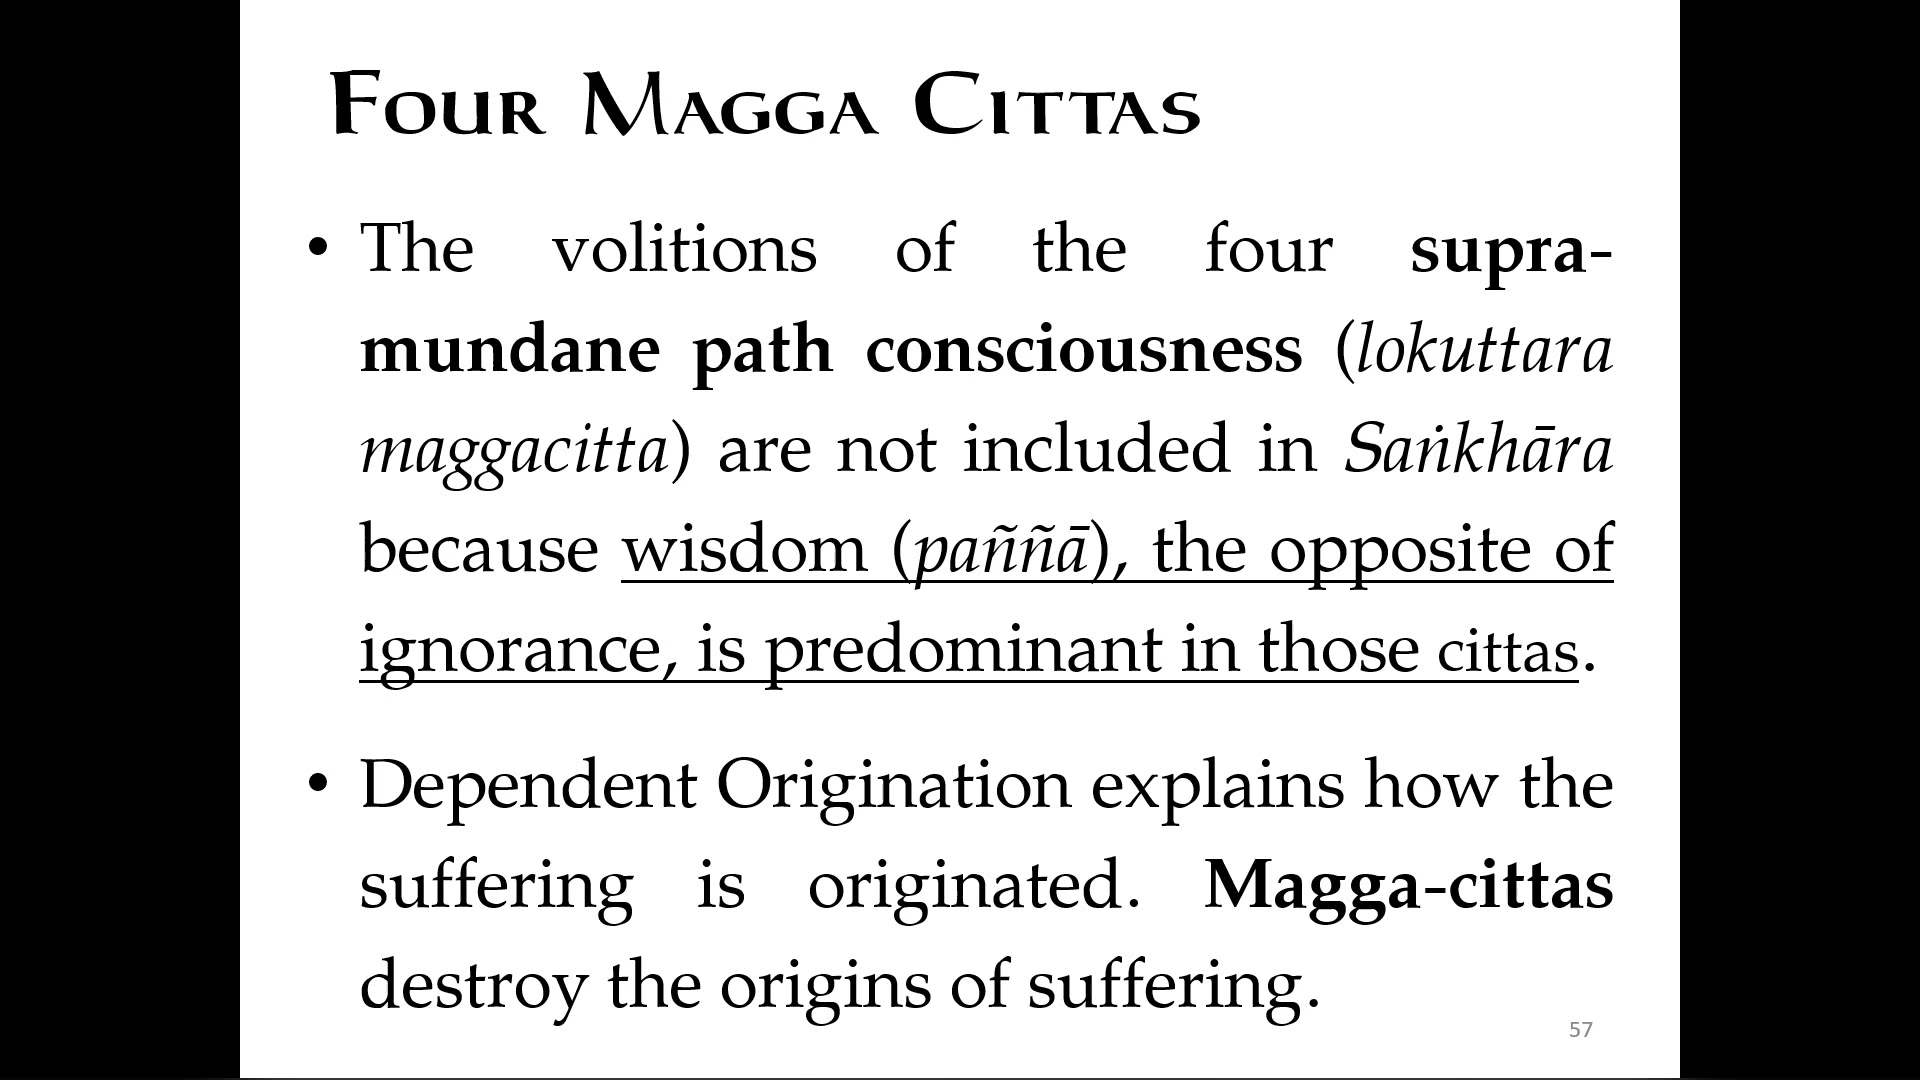 Four Magga Cittas
• The volitions of the four supra-
mundane path consciousness (lokuttara
maggacitta) are not included in Saṅkhāra
because wisdom (paññā), the opposite of
ignorance, is predominant in those cittas.
• Dependent Origination explains how the
suffering is originated. Magga-cittas
destroy the origins of suffering.
57